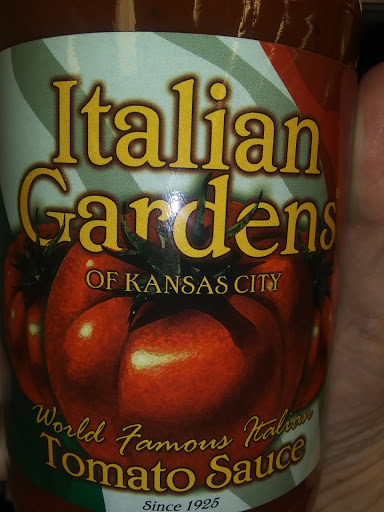 Italian
Gardens
OF KANSAS CITY
World Famous Italian
Tomato Sauce
Since 1925